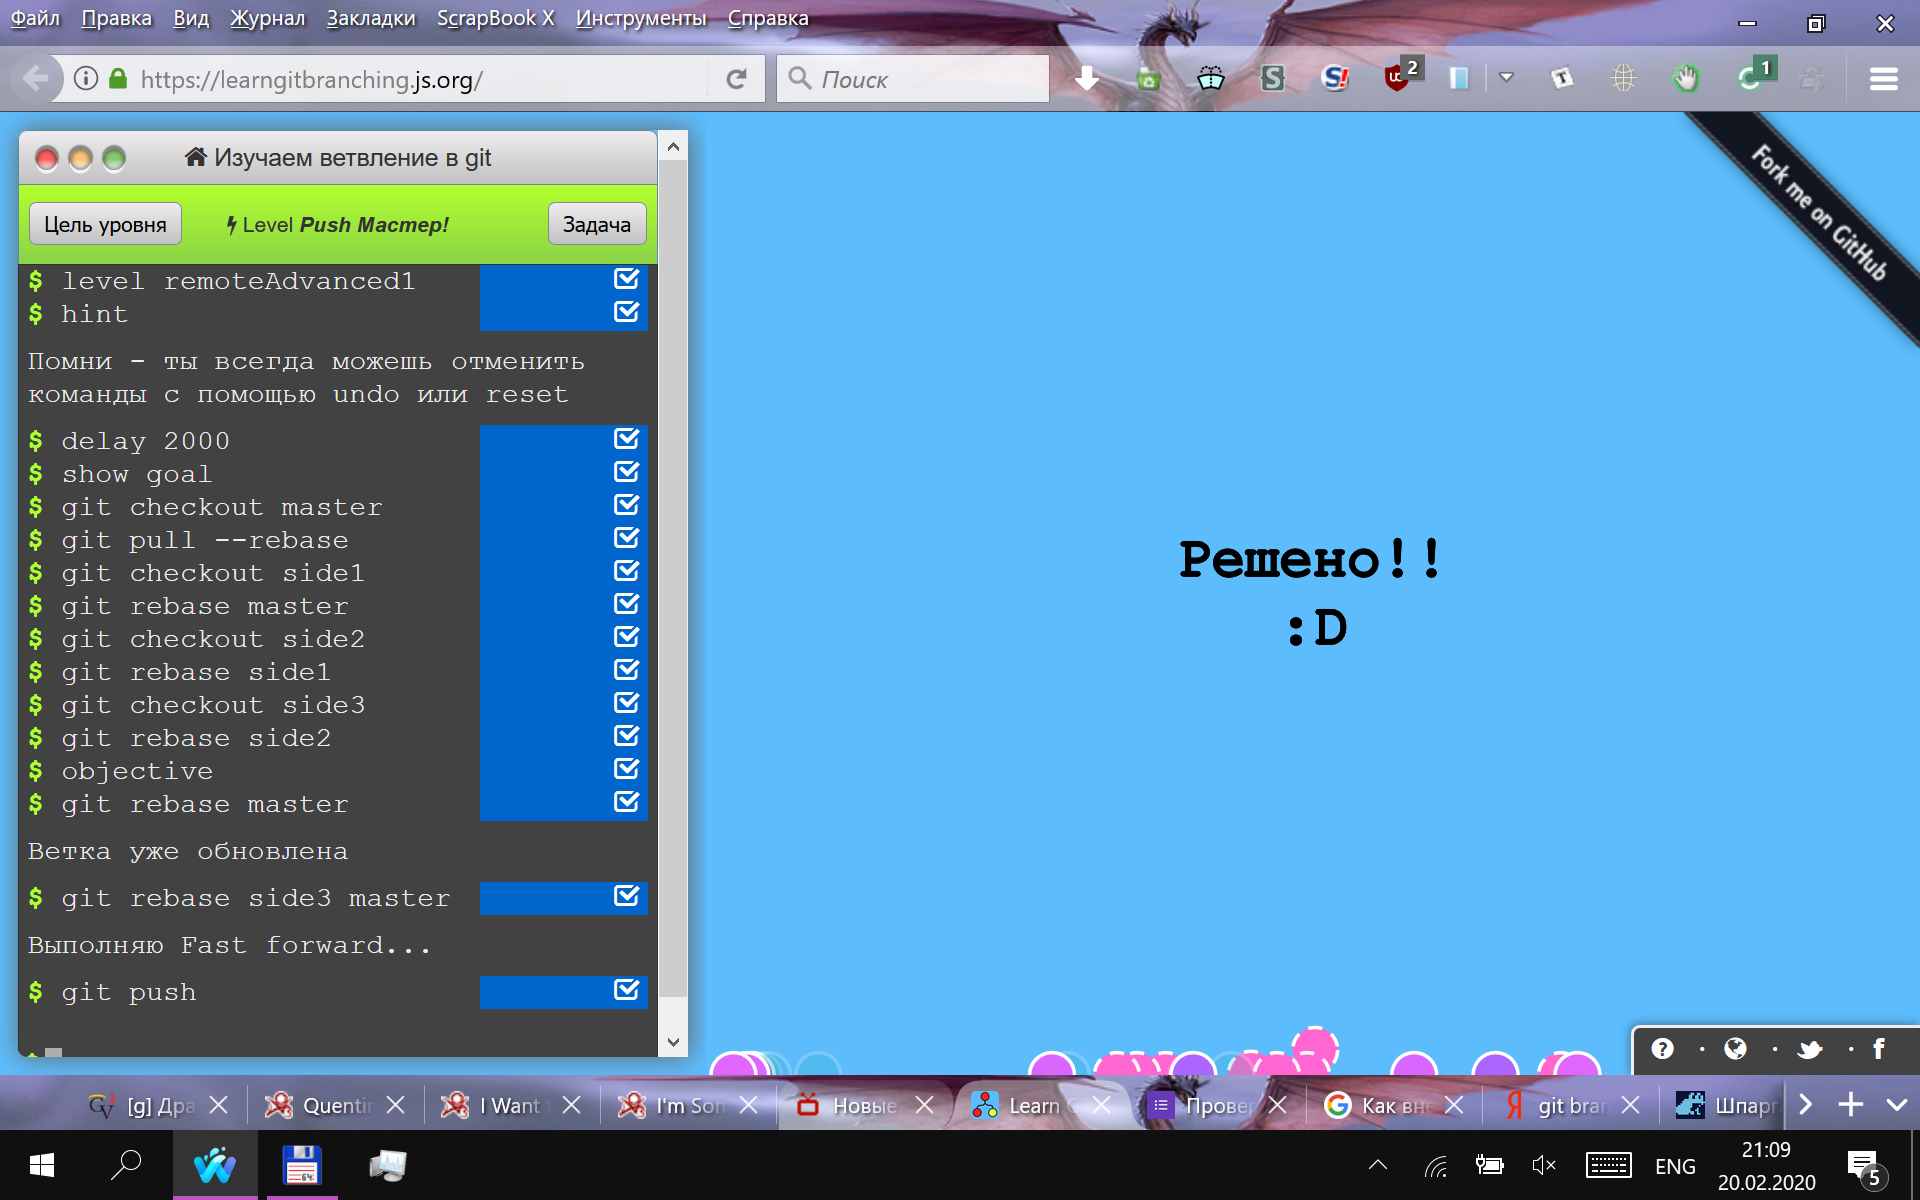 Файл Правка Вид Журнал Закладки ScrapBook X Инструменты Справка
https://learngitbranching.js.org/
Поиск
2
1
Fork me on GitHub
Изучаем ветвление в git
Цель уровня
Level Push Мастер!
Задача
$ level remoteAdvanced1
$ hint
Помни - ты всегда можешь отменить
команды с помощью undo или reset
$ delay 2000
$ show goal
$ git checkout master
$ git pull --rebase
$ git checkout side1
$ git rebase master
$ git checkout side2
$ git rebase side1
$ git checkout side3
$ git rebase side2
$ objective
$ git rebase master
Ветка уже обновлена
$ git rebase side3 master
Выполняю Fast forward...
$ git push
$
Решено!!
:D
[g] Дра
Quentin
I Want
I'm Son
Новые
Learn G
Провер
Как вне
git bran
Шпарг
ENG
21:09
20.02.2020
5